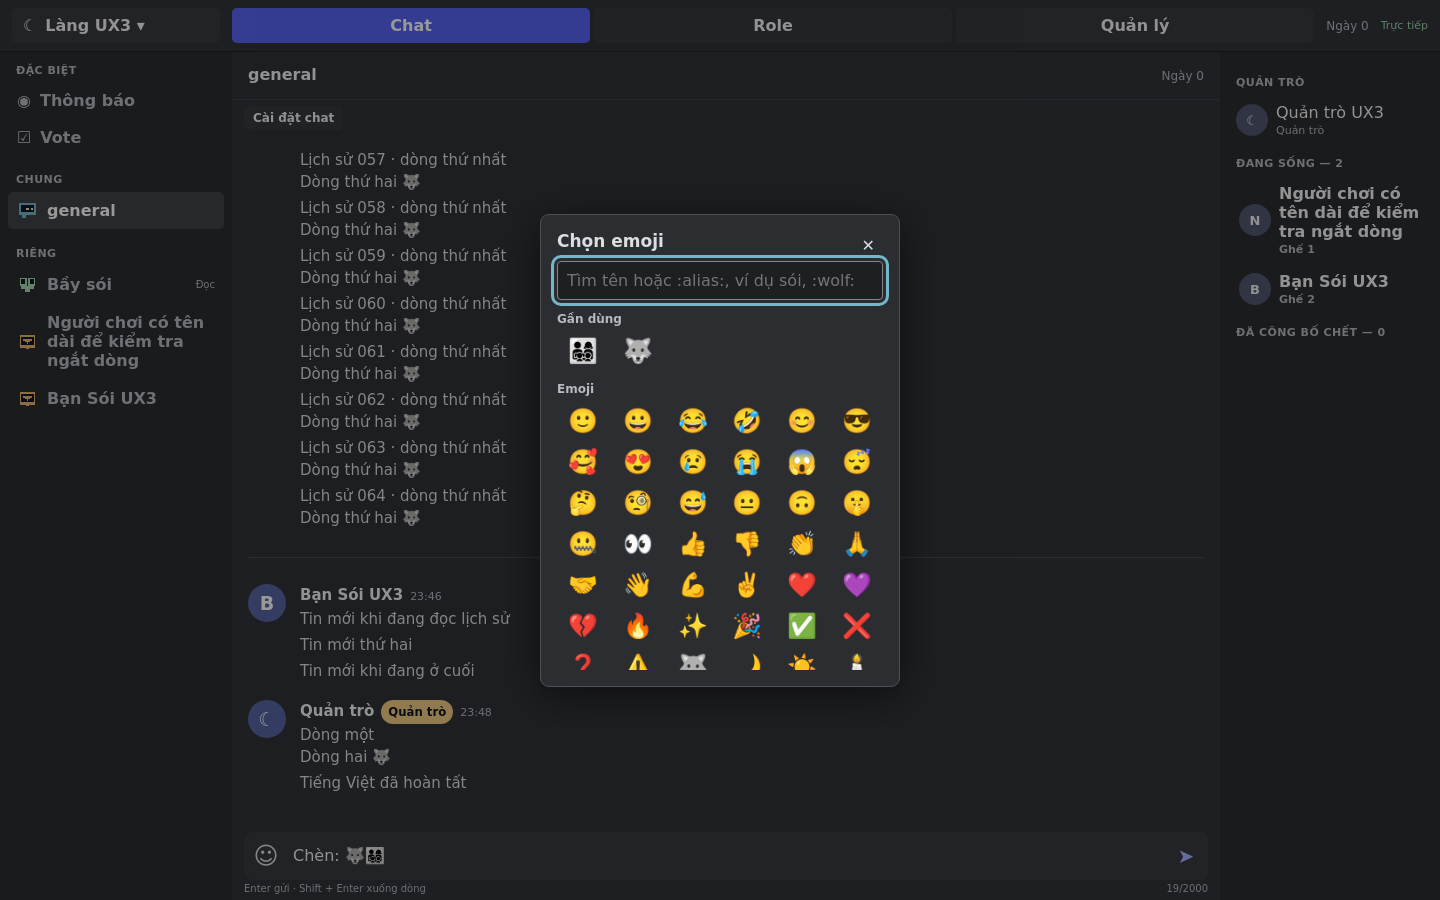 ☾ Làng UX3 ▾
Chat
Role
Quản lý
Ngày 0
Trực tiếp
ĐẶC BIỆT
◉ Thông báo
☑ Vote
CHUNG
general
RIÊNG
Bầy sói
Đọc
Người chơi có tên
dài để kiểm tra
ngắt dòng
Bạn Sói UX3
general
Ngày 0
Cài đặt chat
Lịch sử 057 · dòng thứ nhất
Dòng thứ hai 🐺
Lịch sử 058 · dòng thứ nhất
Dòng thứ hai 🐺
Lịch sử 059 · dòng thứ nhất
Dòng thứ hai 🐺
Lịch sử 060 · dòng thứ nhất
Dòng thứ hai 🐺
Lịch sử 061 · dòng thứ nhất
Dòng thứ hai 🐺
Lịch sử 062 · dòng thứ nhất
Dòng thứ hai 🐺
Lịch sử 063 · dòng thứ nhất
Dòng thứ hai 🐺
Lịch sử 064 · dòng thứ nhất
Dòng thứ hai 🐺
B
Bạn Sói UX3 23:46
Tin mới khi đang đọc lịch sử
Tin mới thứ hai
Tin mới khi đang ở cuối
☾
Quản trò Quản trò 23:48
Dòng một
Dòng hai 🐺
Tiếng Việt đã hoàn tất
Chèn: 🐺👨‍👩‍👧‍👦
➤
Enter gửi · Shift + Enter xuống dòng
19/2000
Chọn emoji
✕
Tìm tên hoặc :alias:, ví dụ sói, :wolf:
Gần dùng
👨‍👩‍👧‍👦 🐺
Emoji
🙂 😀 😂 🤣 😊 😎
🥰 😍 😢 😭 😱 😴
🤔 🧐 😅 😐 🙃 🤫
🤐 👀 👍 👎 👏 🙏
🤝 👋 💪 ✌️ ❤️ 💜
💔 🔥 ✨ 🎉 ✅ ❌
❓ ⚠️ 🐺 🌙 ☀️ 🕯️
QUẢN TRÒ
☾
Quản trò UX3
Quản trò
ĐANG SỐNG — 2
N
Người chơi có
tên dài để kiểm
tra ngắt dòng
Ghế 1
B
Bạn Sói UX3
Ghế 2
ĐÃ CÔNG BỐ CHẾT — 0